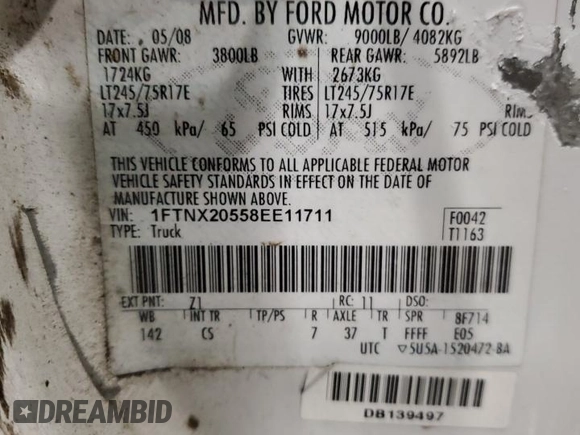 MFD. BY FORD MOTOR CO.
DATE: 05/08 GVWR: 9000LB/ 4082KG
FRONT GAWR: 3800LB REAR GAWR: 5892LB
1724KG WITH 2673KG
LT245/75R17E TIRES LT245/75R17E
17x7.5J RIMS 17x7.5J RIMS
AT 450 kPa/ 65 PSI COLD AT 515 kPa/ 75 PSI COLD
THIS VEHICLE CONFORMS TO ALL APPLICABLE FEDERAL MOTOR
VEHICLE SAFETY STANDARDS IN EFFECT ON THE DATE OF
MANUFACTURE SHOWN ABOVE.
VIN: 1FTNX20558EE11711 F0042
TYPE: Truck T1163
EXT PNT: Z1 RC: 11 DSO:
WB INT TR TP/PS R AXLE TR SPR 8F714
142 CS 7 37 T FFFF E05
UTC ▽5U5A-1520472-BA
DB139497
DREAMBID